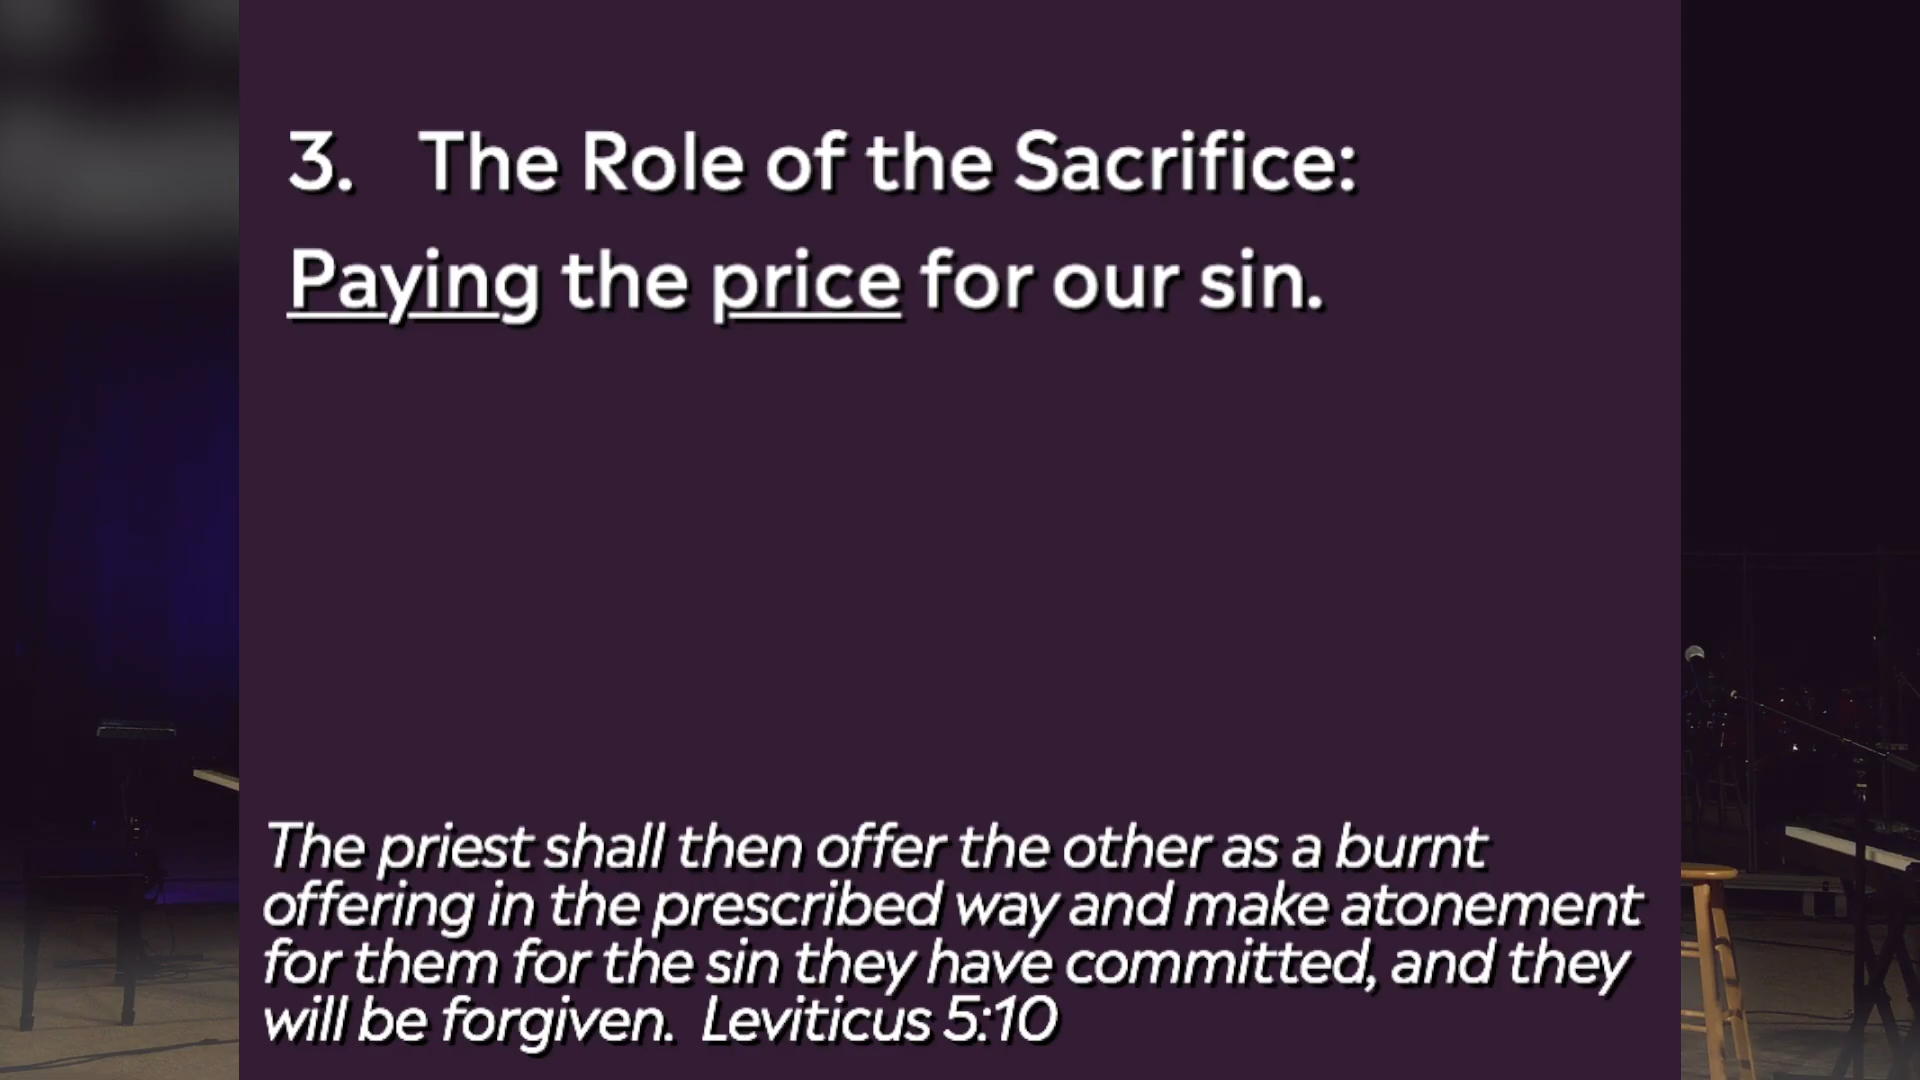 3. The Role of the Sacrifice:
Paying the price for our sin.
The priest shall then offer the other as a burnt
offering in the prescribed way and make atonement
for them for the sin they have committed, and they
will be forgiven. Leviticus 5:10